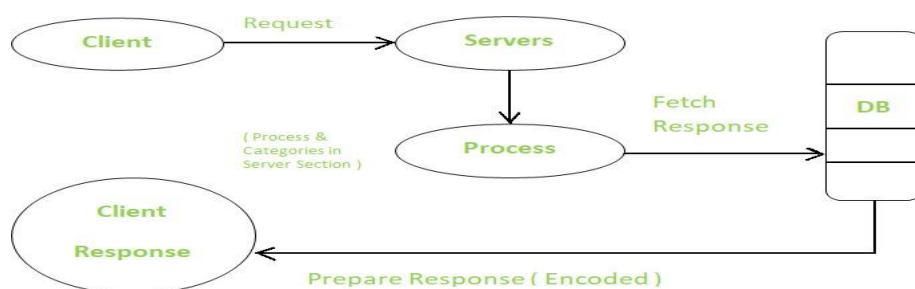 Request
Client
Servers
Fetch
Response
DB
( Process &
Categories in
Server Section )
Process
Client
Response
Prepare Response ( Encoded )